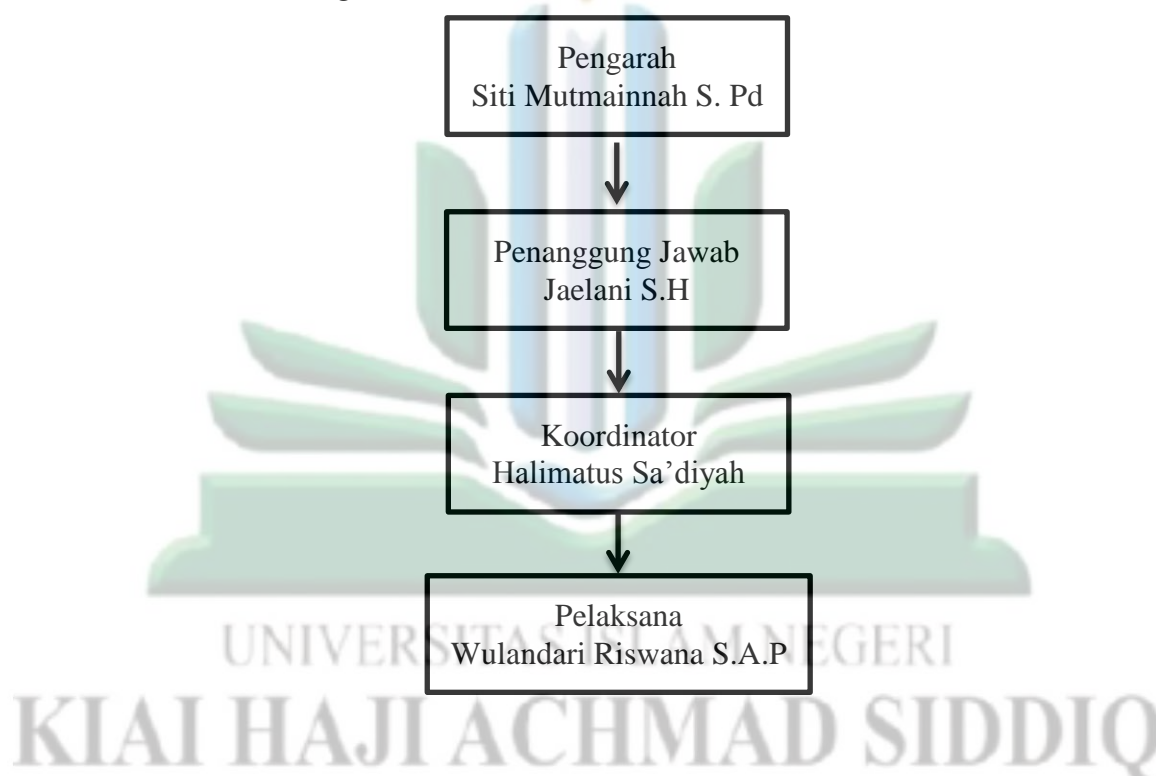 Pengarah
Siti Mutmainnah S. Pd
Penanggung Jawab
Jaelani S.H
Koordinator
Halimatus Sa’diyah
Pelaksana
Wulandari Riswana S.A.P
UNIVERSITAS ISLAM NEGERI
KIAI HAJI ACHMAD SIDDIQ